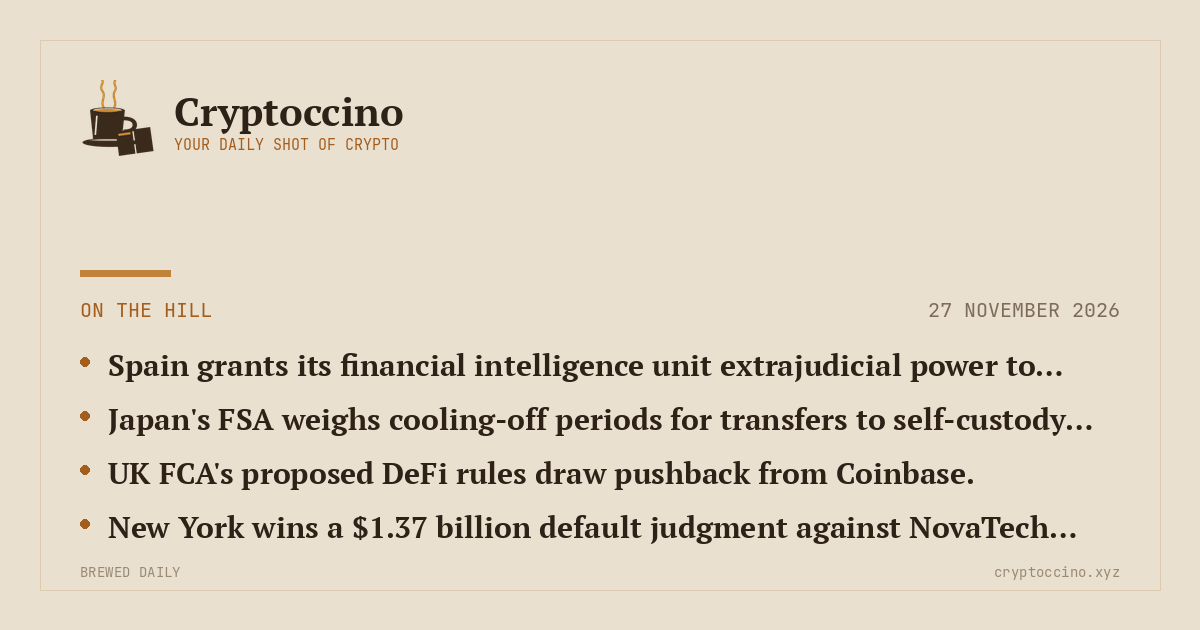 Cryptoccino
YOUR DAILY SHOT OF CRYPTO
ON THE HILL
27 NOVEMBER 2026
Spain grants its financial intelligence unit extrajudicial power to…
Japan's FSA weighs cooling-off periods for transfers to self-custody…
UK FCA's proposed DeFi rules draw pushback from Coinbase.
New York wins a $1.37 billion default judgment against NovaTech…
BREWED DAILY
cryptoccino.xyz